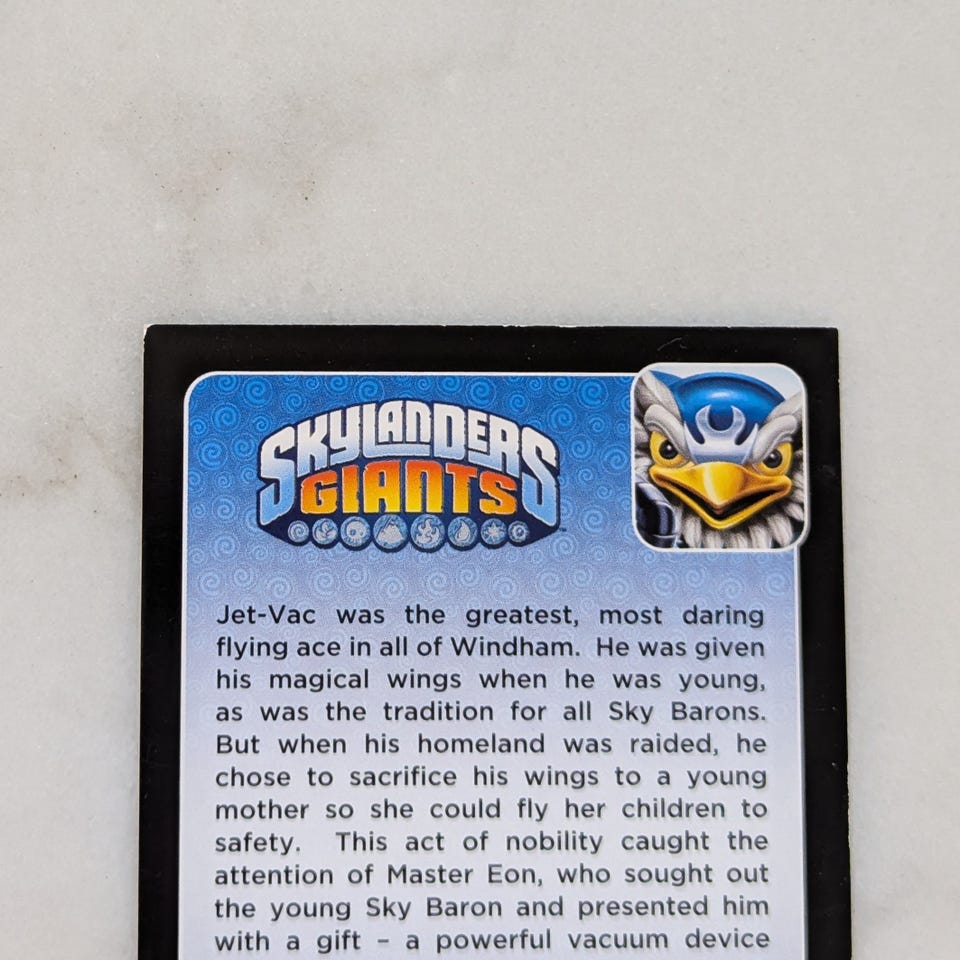 SKYLANDERS
GIANTS
Jet-Vac was the greatest, most daring
flying ace in all of Windham. He was given
his magical wings when he was young,
as was the tradition for all Sky Barons.
But when his homeland was raided, he
chose to sacrifice his wings to a young
mother so she could fly her children to
safety. This act of nobility caught the
attention of Master Eon, who sought out
the young Sky Baron and presented him
with a gift – a powerful vacuum device